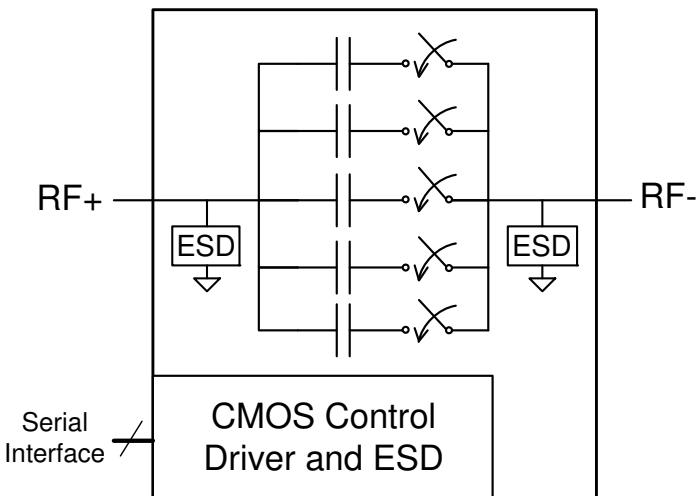 RF+
RF-
ESD
ESD
Serial
Interface
CMOS Control
Driver and ESD